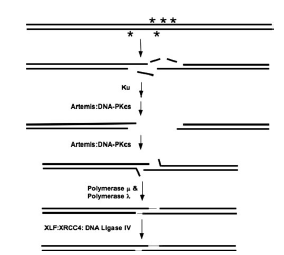 ***
* *
Ku
Artemis:DNA-PKcs
Artemis:DNA-PKcs
Polymerase μ &
Polymerase λ
XLF:XRCC4: DNA Ligase IV